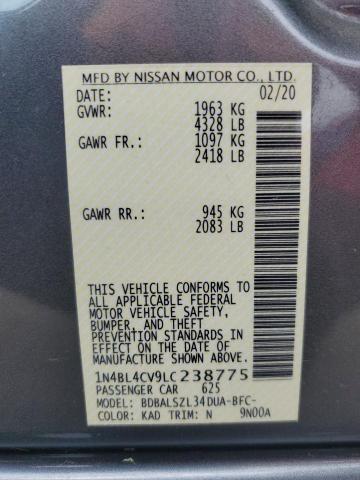 MFD BY NISSAN MOTOR CO., LTD.
DATE: 02/20
GVWR: 1963 KG
4328 LB
GAWR FR.: 1097 KG
2418 LB
GAWR RR.: 945 KG
2083 LB
THIS VEHICLE CONFORMS TO
ALL APPLICABLE FEDERAL
MOTOR VEHICLE SAFETY,
BUMPER, AND THEFT
PREVENTION STANDARDS IN
EFFECT ON THE DATE OF
MANUFACTURE SHOWN ABOVE.
1N4BL4CV9LC238775
PASSENGER CAR 625
MODEL: BDBALSZL34DUA-BFC-
COLOR: KAD TRIM: N 9N00A